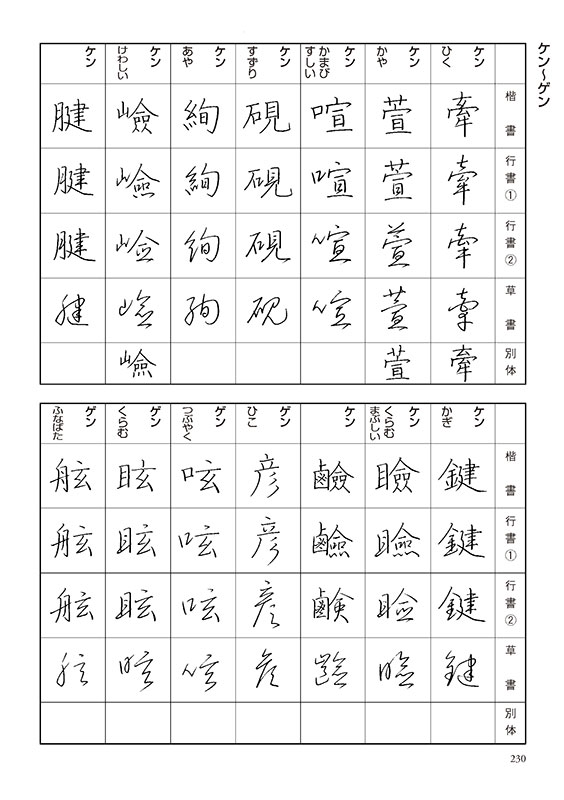 ケン〜ゲン
楷書
行書①
行書②
草書
別体
ケン
ひく
牽
牽
牽
牽
牽
ケン
かや
萱
萱
萱
萱
萱
ケン
かまびすしい
喧
喧
喧
喧
ケン
すずり
硯
硯
硯
硯
ケン
あや
絢
絢
絢
絢
ケン
けわしい
嶮
嶮
嶮
嶮
嶮
ケン
腱
腱
腱
腱
楷書
行書①
行書②
草書
別体
ケン
かぎ
鍵
鍵
鍵
鍵
ケン
くらむ
まぶしい
瞼
瞼
瞼
瞼
ケン
鹼
鹼
鹸
鹼
ゲン
ひこ
彦
彦
彦
彦
ゲン
つぶやく
呟
呟
呟
呟
ゲン
くらむ
眩
眩
眩
眩
ゲン
ふなばた
舷
舷
舷
舷
230